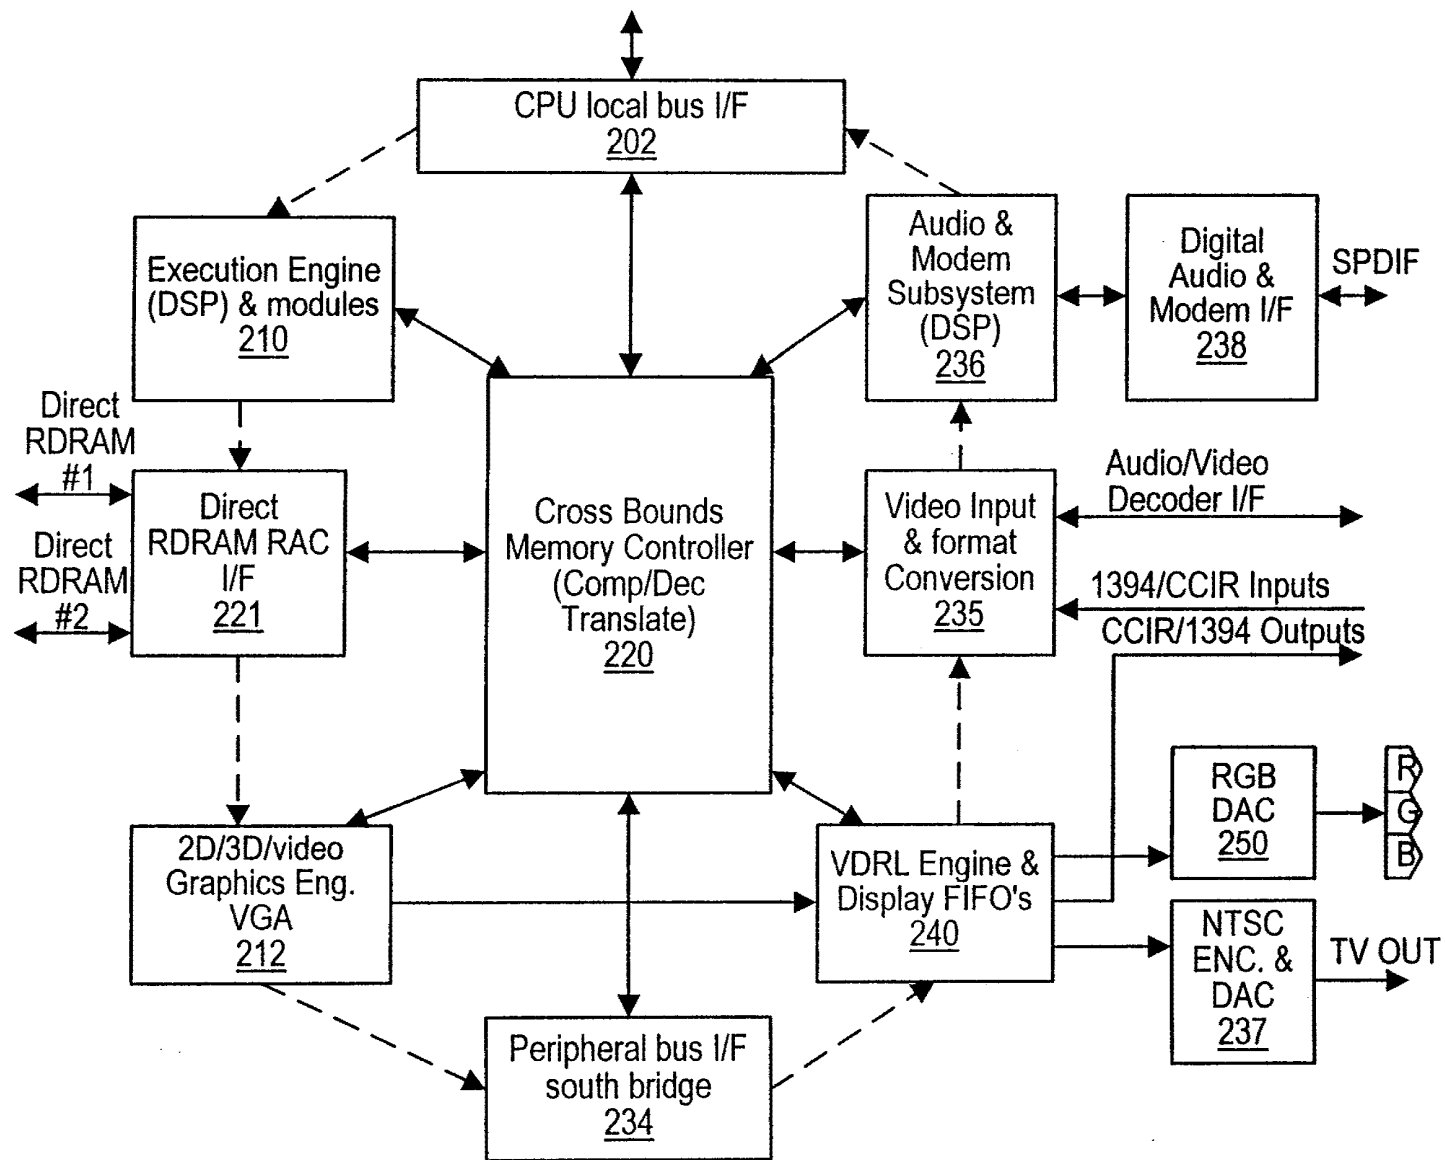 CPU local bus I/F
202
Execution Engine
(DSP) & modules
210
Audio &
Modem
Subsystem
(DSP)
236
Digital
Audio &
Modem I/F
238
SPDIF
Direct
RDRAM
#1
Direct
RDRAM
#2
Direct
RDRAM RAC
I/F
221
Cross Bounds
Memory Controller
(Comp/Dec
Translate)
220
Video Input
& format
Conversion
235
Audio/Video
Decoder I/F
1394/CCIR Inputs
CCIR/1394 Outputs
2D/3D/video
Graphics Eng.
VGA
212
VDRL Engine &
Display FIFO's
240
RGB
DAC
250
R
G
B
NTSC
ENC. &
DAC
237
TV OUT
Peripheral bus I/F
south bridge
234